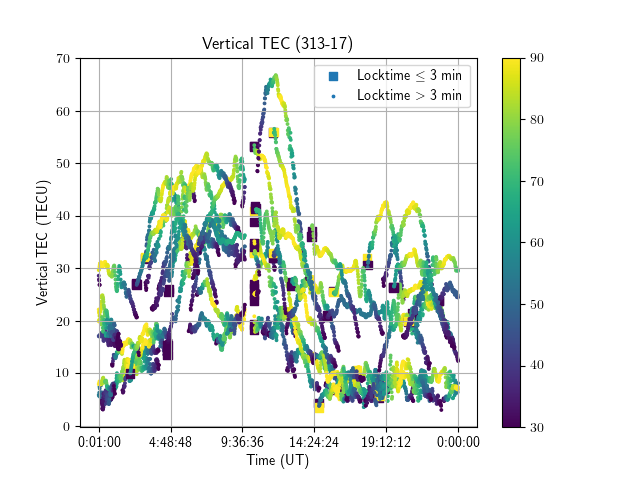 Vertical TEC (313-17)
Locktime ≤ 3 min
Locktime > 3 min
Vertical TEC (TECU)
70
60
50
40
30
20
10
0
0:01:00 4:48:48 9:36:36 14:24:24 19:12:12 0:00:00
Time (UT)
90
80
70
60
50
40
30